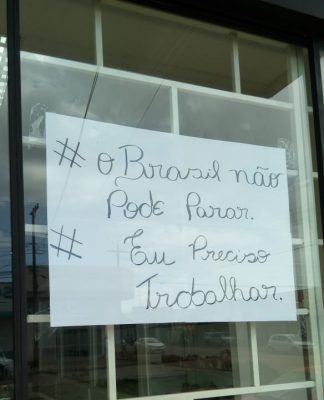 # O Brasil não
Pode Parar.
# Eu Preciso
Trabalhar.